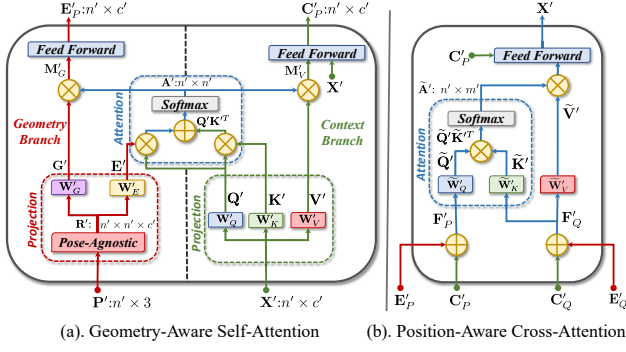 E′_P:n′ × c′
C′_P:n′ × c′
Feed Forward
Feed Forward
M′_G
A′:n′ × n′
M′_V
X′
Softmax
Q′K′^T
Geometry
Branch
Attention
Context
Branch
G′
E′
W′_G
W′_E
Q′
K′
V′
R′: n′ × n′ × c′
W′_Q
W′_K
W′_V
Pose-Agnostic
Projection
Projection
P′:n′ × 3
X′:n′ × c′
(a). Geometry-Aware Self-Attention
X′
C′_P
Feed Forward
Ã′: n′ × m′
Softmax
Ṽ′
Q̃′K̃′^T
Attention
Q̃′
K̃′
W̃′_Q
W̃′_K
W̃′_V
F′_P
F′_Q
E′_P
C′_P
C′_Q
E′_Q
(b). Position-Aware Cross-Attention